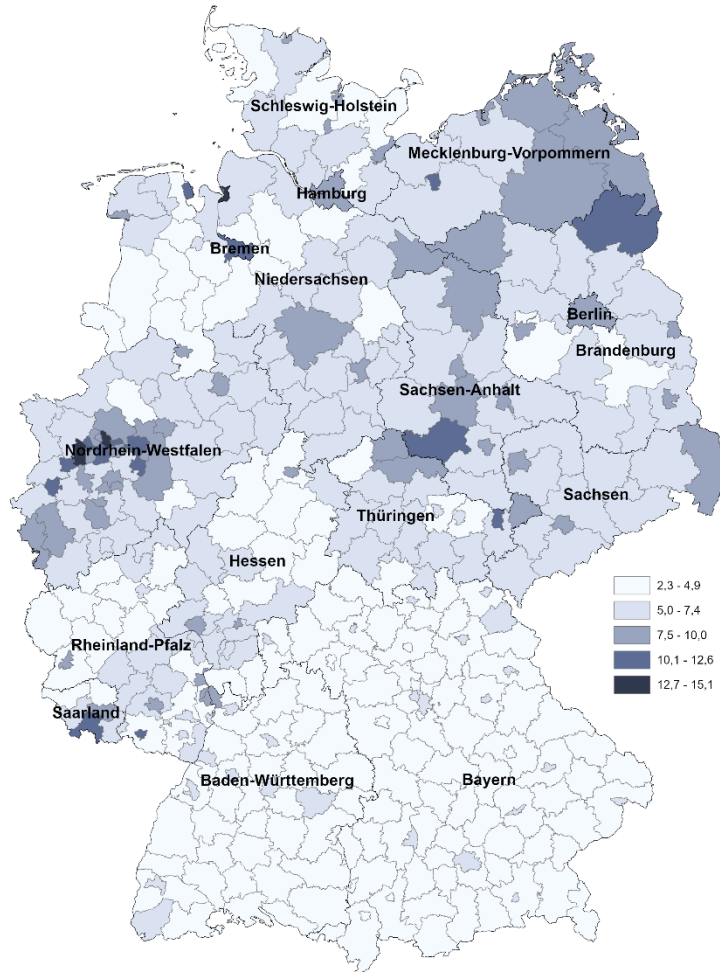 Schleswig-Holstein
Mecklenburg-Vorpommern
Hamburg
Bremen
Niedersachsen
Berlin
Brandenburg
Sachsen-Anhalt
Nordrhein-Westfalen
Sachsen
Thüringen
Hessen
2,3 - 4,9
5,0 - 7,4
7,5 - 10,0
10,1 - 12,6
12,7 - 15,1
Rheinland-Pfalz
Saarland
Baden-Württemberg
Bayern